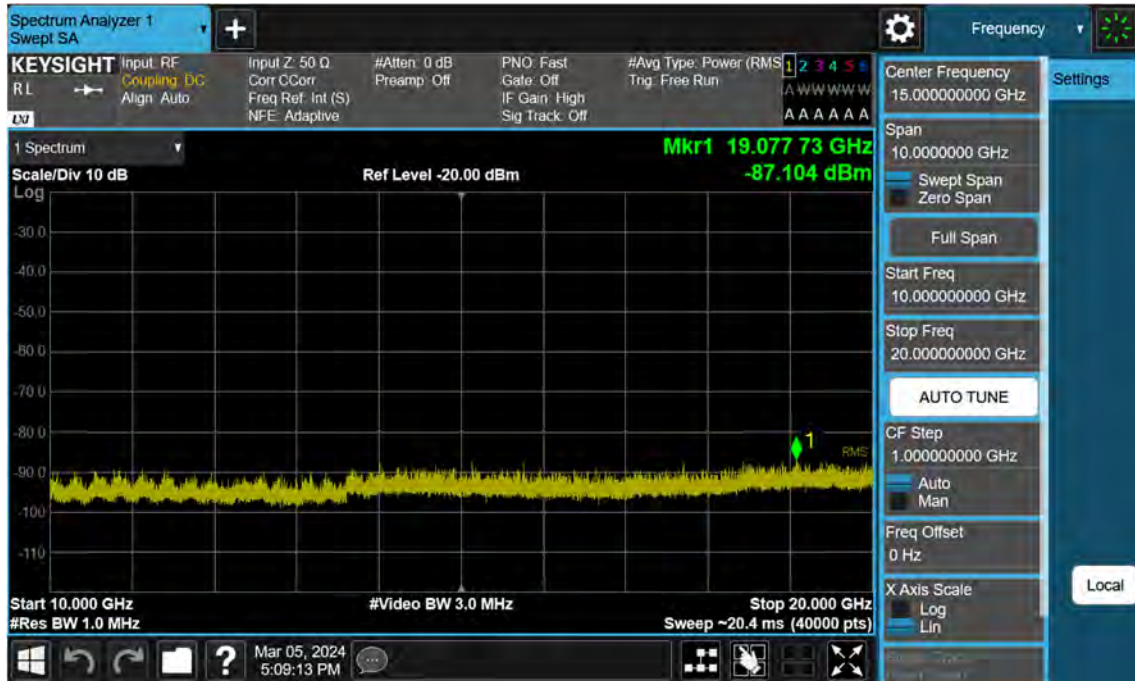 Spectrum Analyzer 1
Swept SA
Frequency
KEYSIGHT
R L
LXI
Input: RF
Coupling: DC
Align: Auto
Input Z: 50 Ω
Corr CCorr
Freq Ref: Int (S)
NFE: Adaptive
#Atten: 0 dB
Preamp: Off
PNO: Fast
Gate: Off
IF Gain: High
Sig Track: Off
#Avg Type: Power (RMS
Trig: Free Run
1 2 3 4 5 6
A W W W W W
A A A A A A
1 Spectrum
Scale/Div 10 dB
Log
Ref Level -20.00 dBm
Mkr1 19.077 73 GHz
-87.104 dBm
-30.0
-40.0
-50.0
-60.0
-70.0
-80.0
-90.0
-100
-110
1
RMS
Start 10.000 GHz
#Res BW 1.0 MHz
#Video BW 3.0 MHz
Stop 20.000 GHz
Sweep ~20.4 ms (40000 pts)
Mar 05, 2024
5:09:13 PM
Center Frequency
15.000000000 GHz
Span
10.0000000 GHz
Swept Span
Zero Span
Full Span
Start Freq
10.000000000 GHz
Stop Freq
20.000000000 GHz
AUTO TUNE
CF Step
1.000000000 GHz
Auto
Man
Freq Offset
0 Hz
X Axis Scale
Log
Lin
Settings
Local